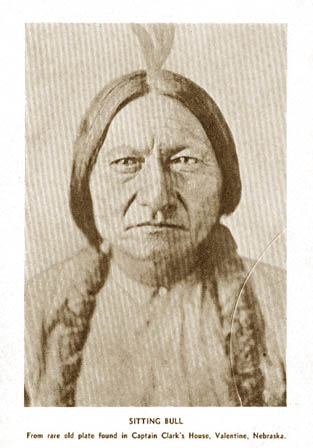 SITTING BULL
From rare old plate found in Captain Clark's House, Valentine, Nebraska.